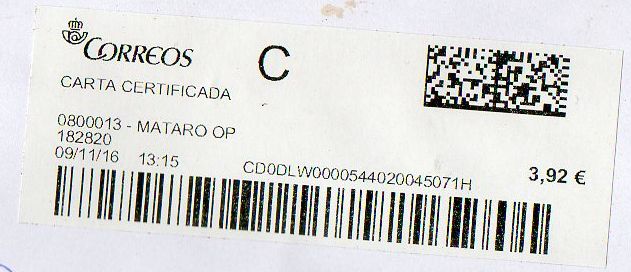 CORREOS
C
CARTA CERTIFICADA
0800013 - MATARO OP
182820
09/11/16 13:15
CD0DLW0000544020045071H
3,92 €